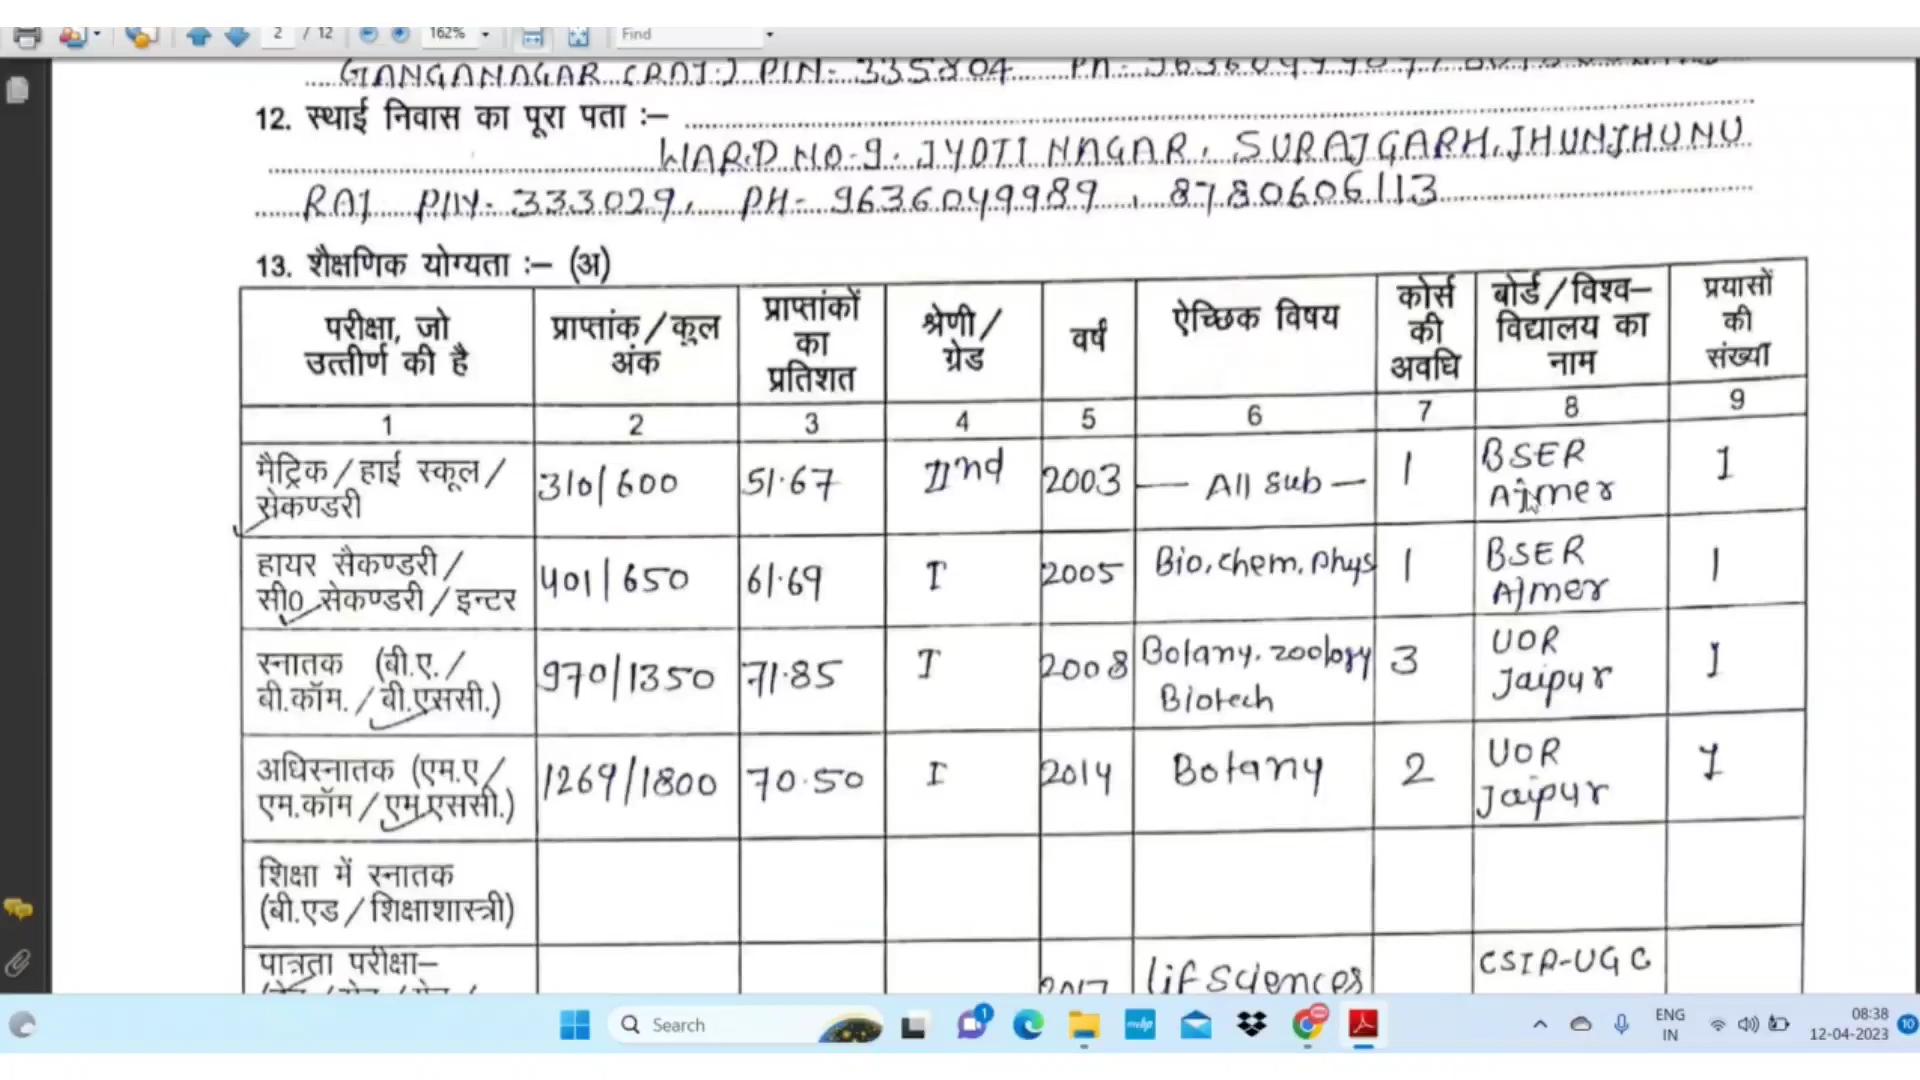 2 / 12 162% Find
GANGANAGAR (RAJ.) PIN- 335804
12. स्थाई निवास का पूरा पता :–
WARD NO-9, JYOTI NAGAR, SURAJGARH, JHUNJHUNU
RAJ PIN- 333029, PH- 9636049989, 8780606113
13. शैक्षणिक योग्यता :– (अ)
परीक्षा, जो उत्तीर्ण की है प्राप्तांक/कुल अंक प्राप्तांकों का प्रतिशत श्रेणी/ग्रेड वर्ष ऐच्छिक विषय कोर्स की अवधि बोर्ड/विश्व–विद्यालय का नाम प्रयासों की संख्या
1 2 3 4 5 6 7 8 9
मैट्रिक/हाई स्कूल/सेकण्डरी 310/600 51.67 IInd 2003 — All Sub — 1 BSER Ajmer 1
हायर सैकण्डरी/सी0 सेकण्डरी/इन्टर 401/650 61.69 I 2005 Bio, chem, phys 1 BSER Ajmer 1
स्नातक (बी.ए./बी.कॉम./बी.एससी.) 970/1350 71.85 I 2008 Botany, zoology Biotech 3 UOR Jaipur 1
अधिस्नातक (एम.ए/एम.कॉम/एम.एससी.) 1269/1800 70.50 I 2014 Botany 2 UOR Jaipur 1
शिक्षा में स्नातक (बी.एड/शिक्षाशास्त्री)
पात्रता परीक्षा– 2017 lif Sciences CSIR-UGC
Search ENG 08:38
IN 12-04-2023